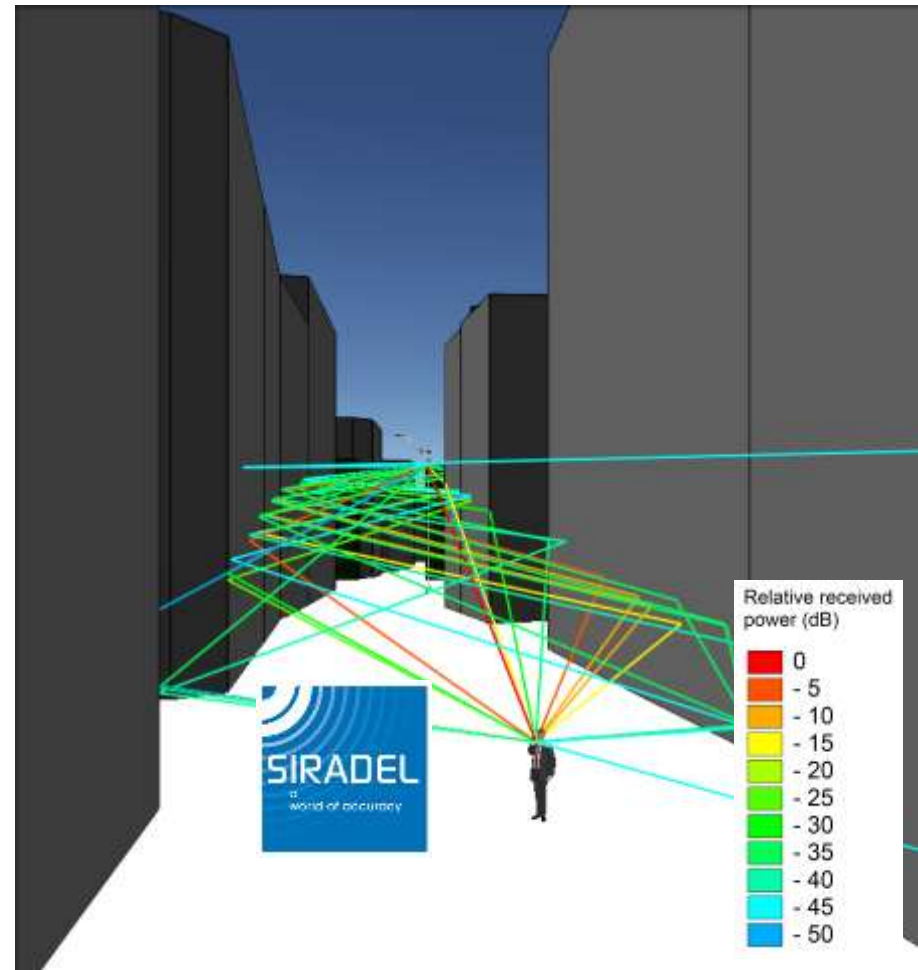 Relative received
power (dB)
0
- 5
- 10
- 15
- 20
- 25
- 30
- 35
- 40
- 45
- 50
SIRADEL
a
world of accuracy